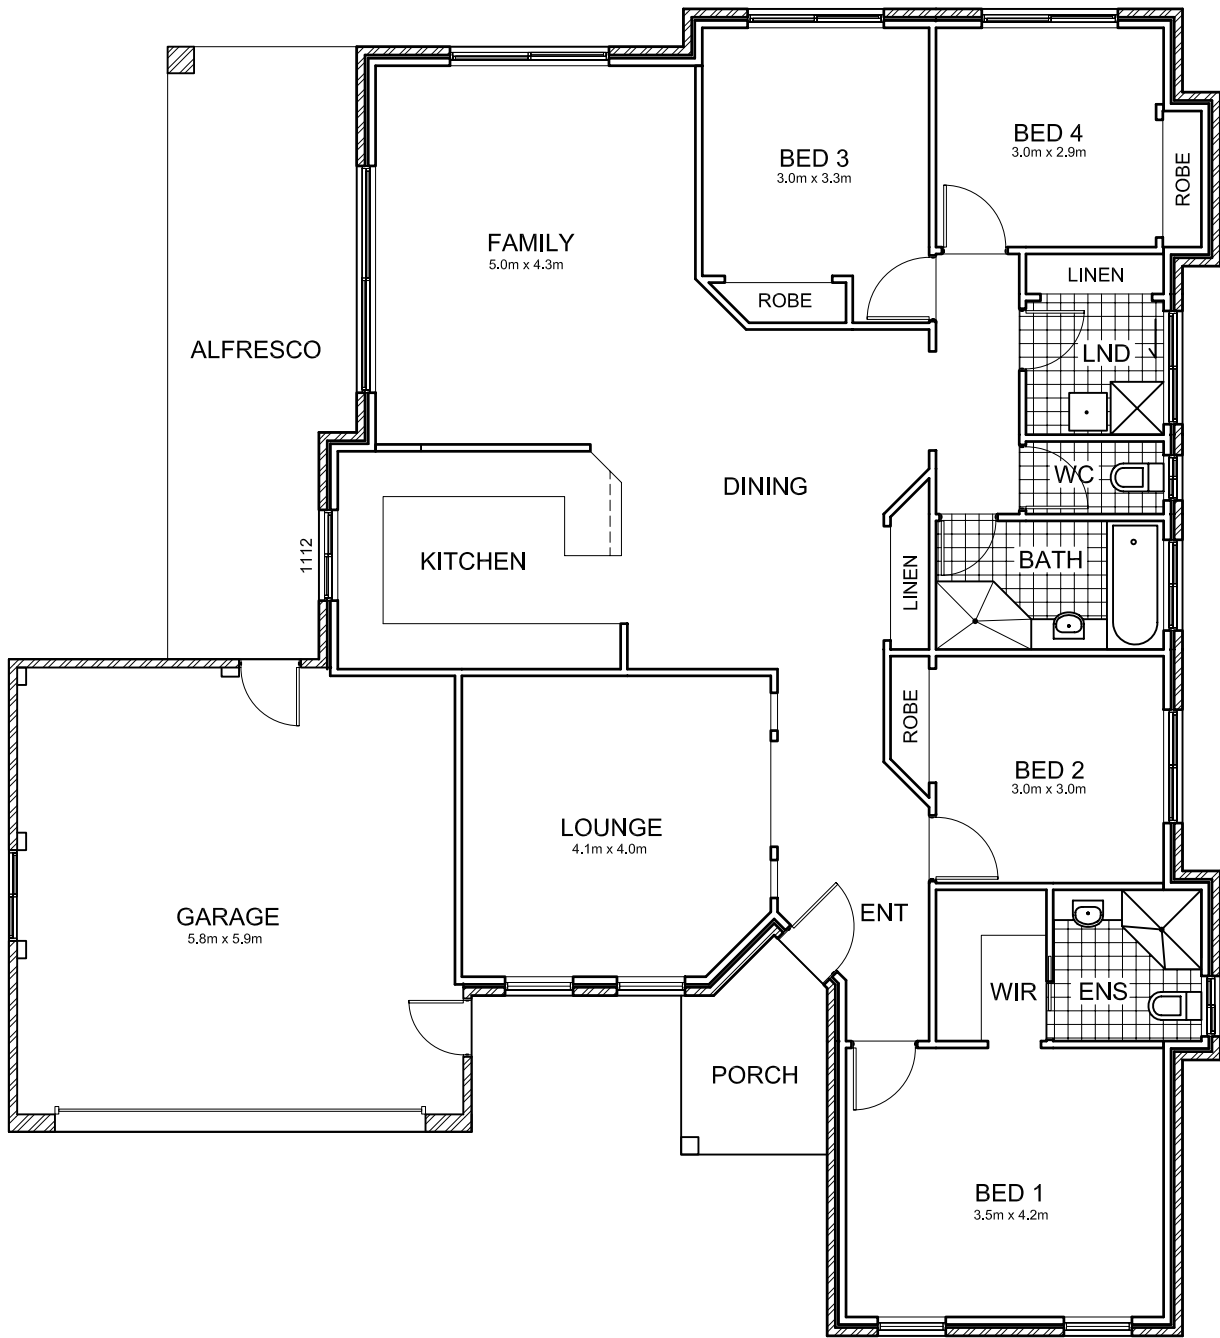 BED 4
3.0m x 2.9m
BED 3
3.0m x 3.3m
ROBE
FAMILY
5.0m x 4.3m
LINEN
ROBE
ALFRESCO
LND
WC
DINING
1112
KITCHEN
LINEN
BATH
ROBE
BED 2
3.0m x 3.0m
LOUNGE
4.1m x 4.0m
GARAGE
5.8m x 5.9m
ENT
WIR
ENS
PORCH
BED 1
3.5m x 4.2m